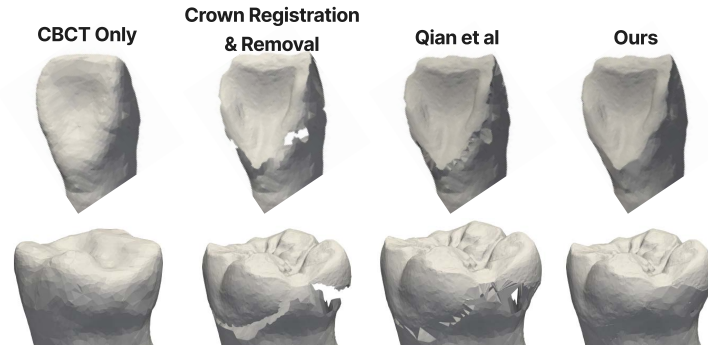 CBCT Only
Crown Registration
& Removal
Qian et al
Ours